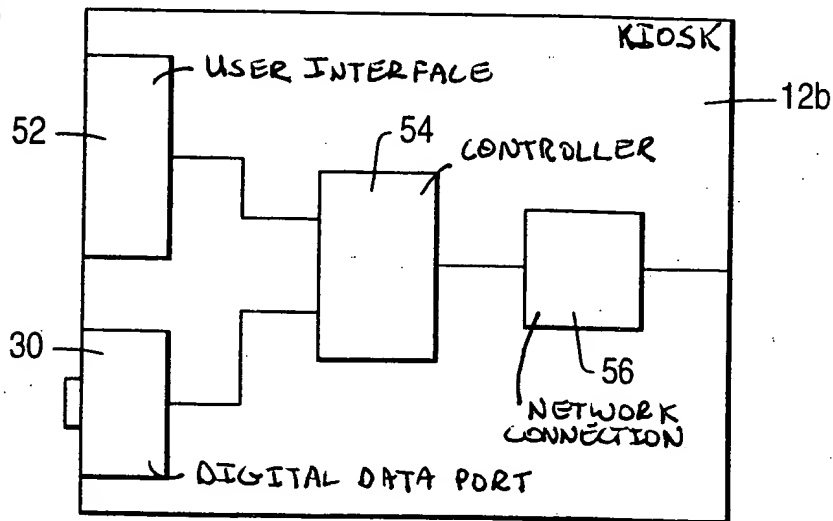 KIOSK
USER INTERFACE
12b
52
54
CONTROLLER
30
56
NETWORK
CONNECTION
DIGITAL DATA PORT